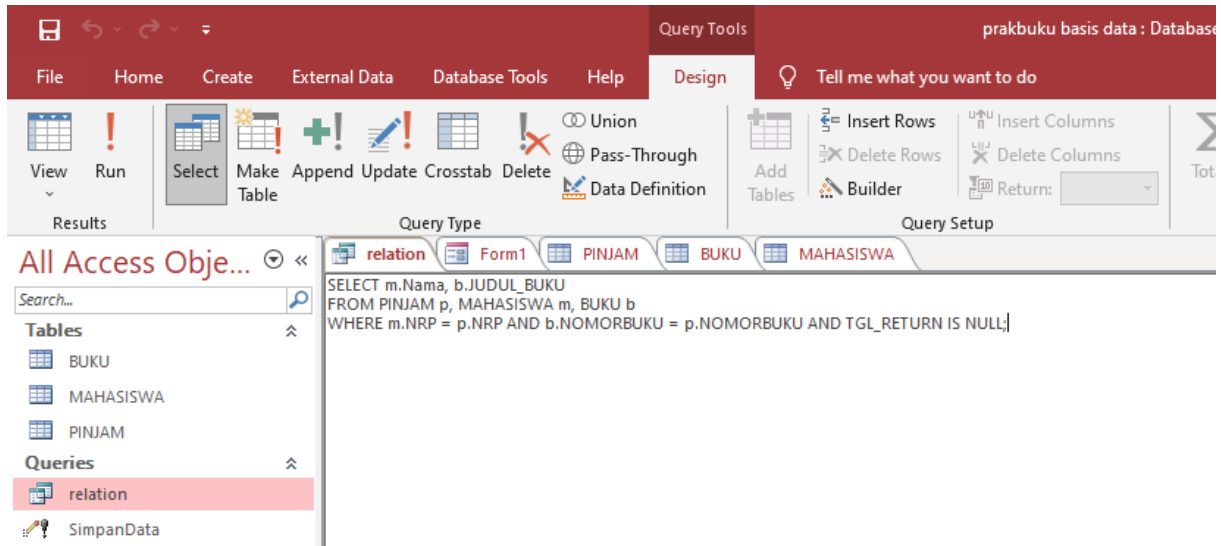 Query Tools
prakbuku basis data : Database
File Home Create External Data Database Tools Help Design Tell me what you want to do
View Run Select Make Table Append Update Crosstab Delete
Union
Pass-Through
Data Definition
Add Tables
Insert Rows
Delete Rows
Builder
Insert Columns
Delete Columns
Return:
Results Query Type Query Setup
All Access Obje...
Search...
Tables
BUKU
MAHASISWA
PINJAM
Queries
relation
SimpanData
relation Form1 PINJAM BUKU MAHASISWA
SELECT m.Nama, b.JUDUL_BUKU
FROM PINJAM p, MAHASISWA m, BUKU b
WHERE m.NRP = p.NRP AND b.NOMORBUKU = p.NOMORBUKU AND TGL_RETURN IS NULL;